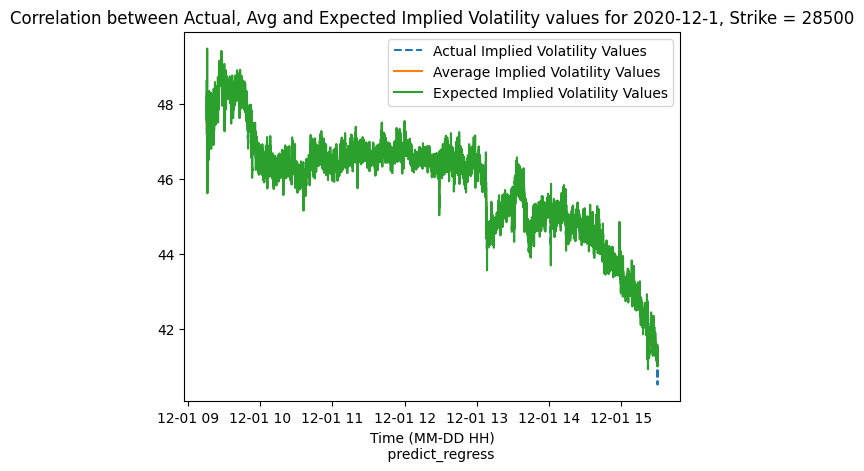 Correlation between Actual, Avg and Expected Implied Volatility values for 2020-12-1, Strike = 28500
Actual Implied Volatility Values
Average Implied Volatility Values
Expected Implied Volatility Values
48
46
44
42
12-01 09 12-01 10 12-01 11 12-01 12 12-01 13 12-01 14 12-01 15
Time (MM-DD HH)
predict_regress